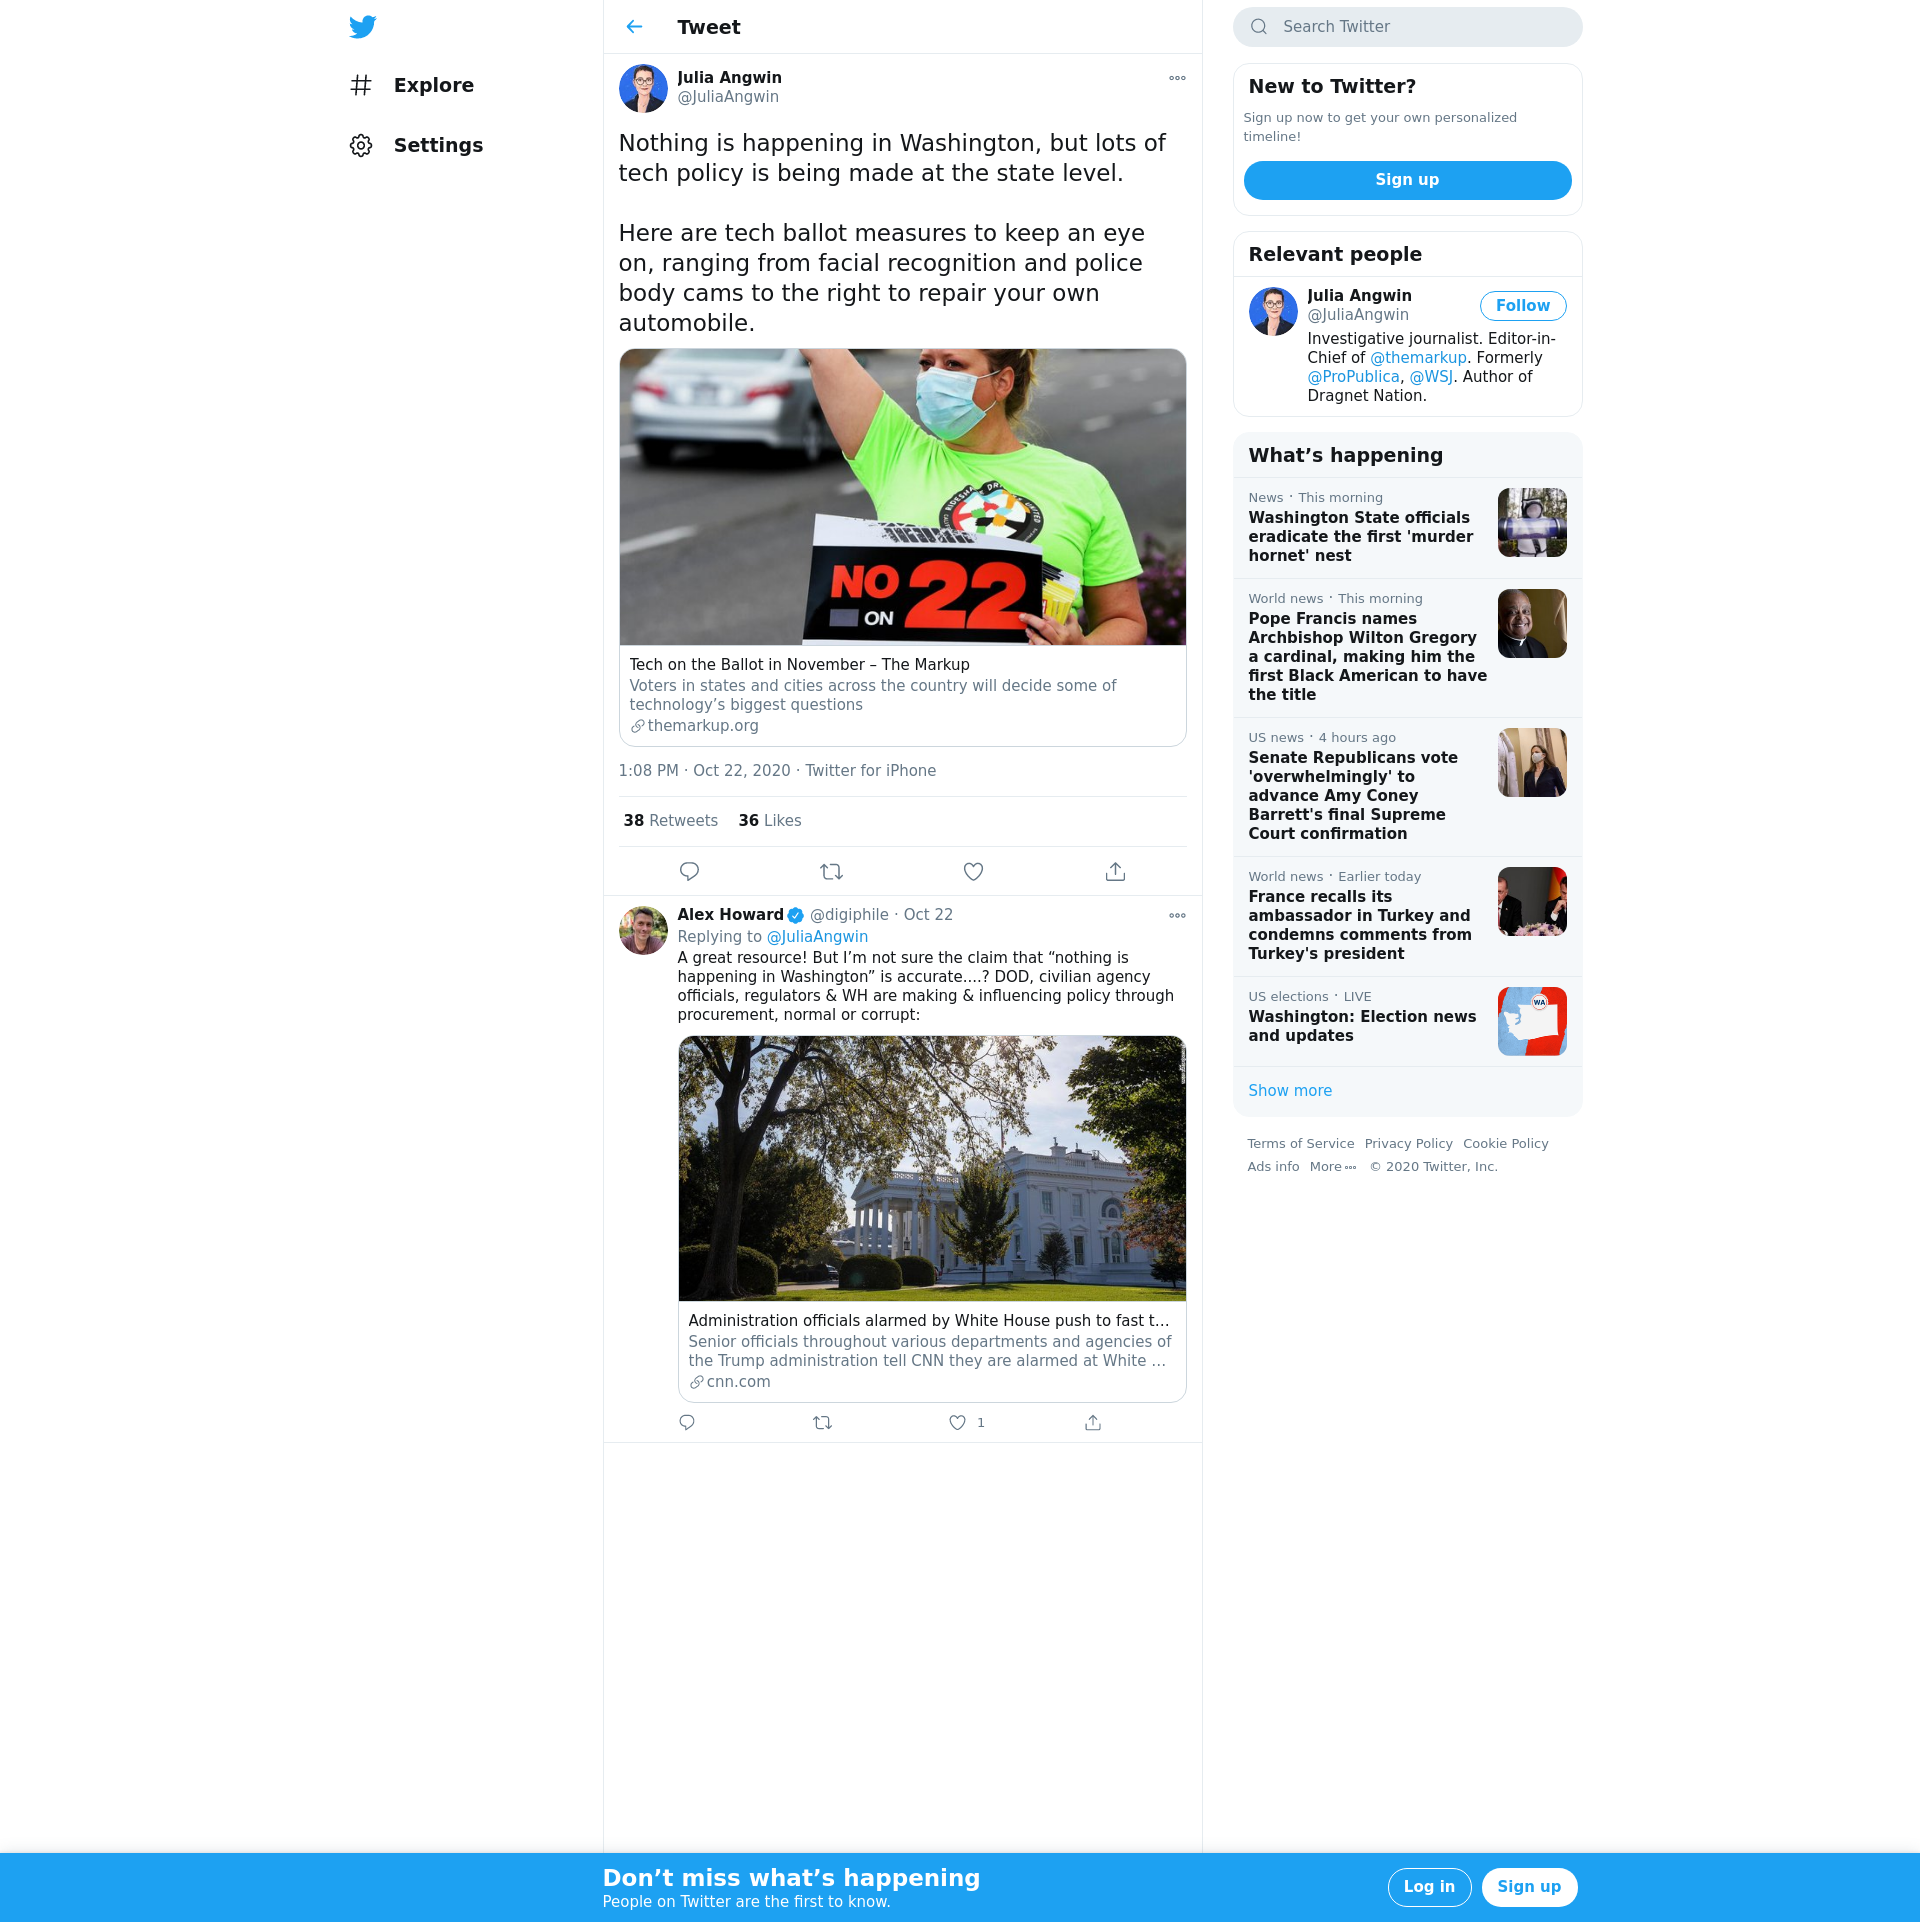 Explore
Settings
Tweet
Julia Angwin
@JuliaAngwin
Nothing is happening in Washington, but lots of
tech policy is being made at the state level.
Here are tech ballot measures to keep an eye
on, ranging from facial recognition and police
body cams to the right to repair your own
automobile.
NO
ON
22
Tech on the Ballot in November – The Markup
Voters in states and cities across the country will decide some of
technology’s biggest questions
themarkup.org
1:08 PM · Oct 22, 2020 · Twitter for iPhone
38 Retweets 36 Likes
Alex Howard @digiphile · Oct 22
Replying to @JuliaAngwin
A great resource! But I’m not sure the claim that “nothing is
happening in Washington” is accurate....? DOD, civilian agency
officials, regulators & WH are making & influencing policy through
procurement, normal or corrupt:
Administration officials alarmed by White House push to fast t...
Senior officials throughout various departments and agencies of
the Trump administration tell CNN they are alarmed at White ...
cnn.com
1
Search Twitter
New to Twitter?
Sign up now to get your own personalized
timeline!
Sign up
Relevant people
Julia Angwin
@JuliaAngwin
Follow
Investigative journalist. Editor-in-
Chief of @themarkup. Formerly
@ProPublica, @WSJ. Author of
Dragnet Nation.
What’s happening
News · This morning
Washington State officials
eradicate the first 'murder
hornet' nest
World news · This morning
Pope Francis names
Archbishop Wilton Gregory
a cardinal, making him the
first Black American to have
the title
US news · 4 hours ago
Senate Republicans vote
'overwhelmingly' to
advance Amy Coney
Barrett's final Supreme
Court confirmation
World news · Earlier today
France recalls its
ambassador in Turkey and
condemns comments from
Turkey's president
US elections · LIVE
Washington: Election news
and updates
WA
Show more
Terms of Service Privacy Policy Cookie Policy
Ads info More © 2020 Twitter, Inc.
Don’t miss what’s happening
People on Twitter are the first to know.
Log in
Sign up